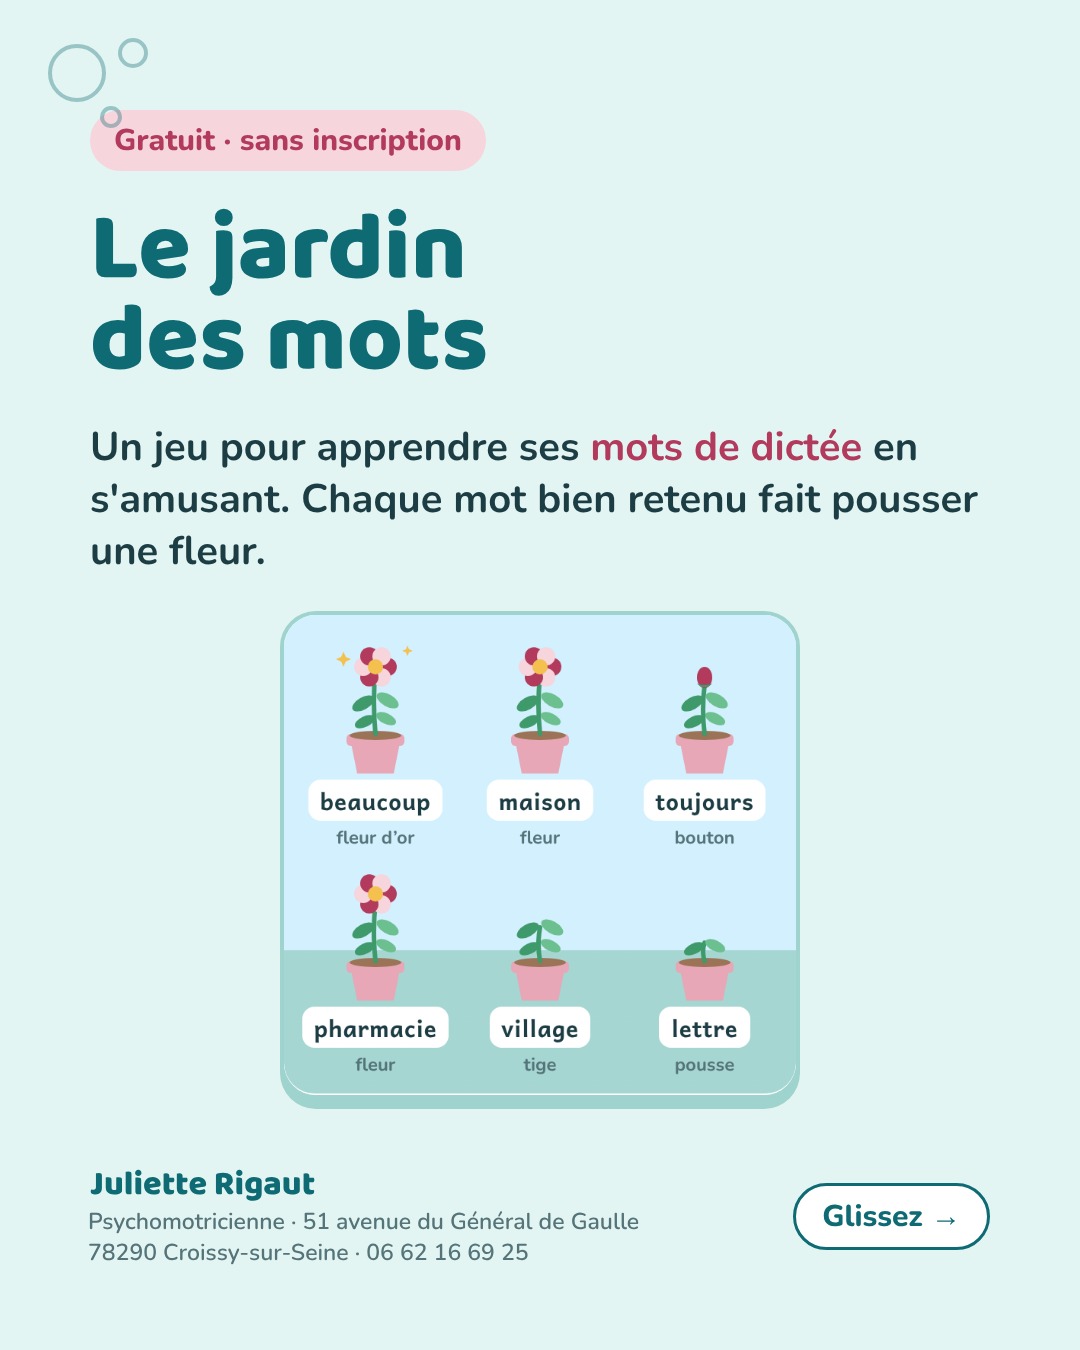 Gratuit · sans inscription
Le jardin
des mots
Un jeu pour apprendre ses mots de dictée en
s'amusant. Chaque mot bien retenu fait pousser
une fleur.
beaucoup
fleur d’or
maison
fleur
toujours
bouton
pharmacie
fleur
village
tige
lettre
pousse
Juliette Rigaut
Psychomotricienne · 51 avenue du Général de Gaulle
78290 Croissy-sur-Seine · 06 62 16 69 25
Glissez →